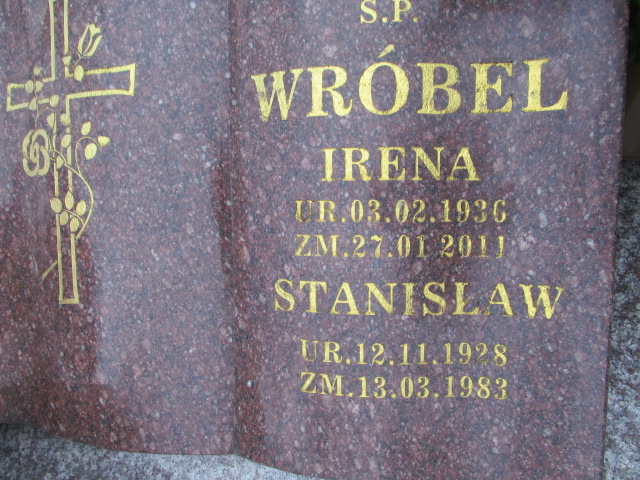 Ś.P.
WRÓBEL
IRENA
UR.03.02.1936
ZM.27.01.2011
STANISŁAW
UR.12.11.1928
ZM.13.03.1983